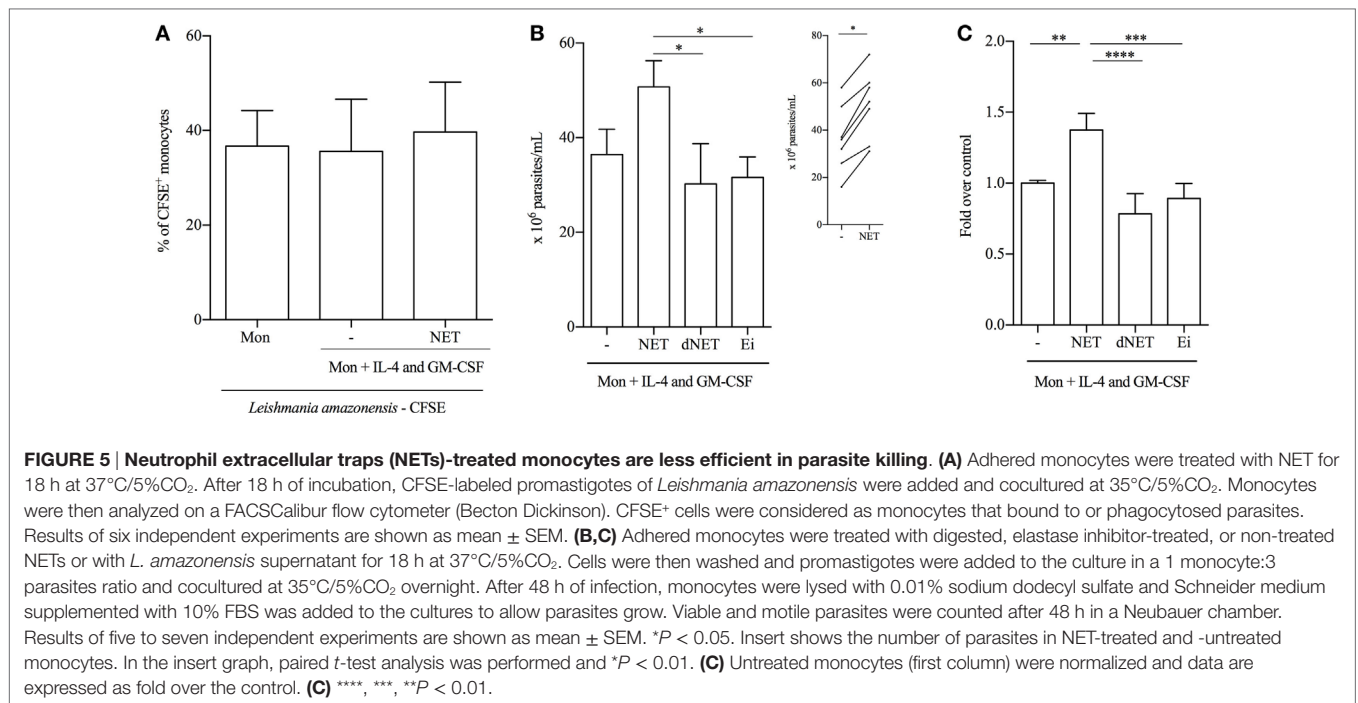 A
60
40
20
0
% of CFSE+ monocytes
Mon
-
NET
Mon + IL-4 and GM-CSF
Leishmania amazonensis - CFSE
B
60
40
20
0
x 10⁶ parasites/mL
*
*
-
NET
dNET
Ei
Mon + IL-4 and GM-CSF
80
60
40
20
0
x 10⁶ parasites/mL
*
-
NET
C
2.0
1.5
1.0
0.5
0.0
Fold over control
**
***
****
-
NET
dNET
Ei
Mon + IL-4 and GM-CSF
FIGURE 5 | Neutrophil extracellular traps (NETs)-treated monocytes are less efficient in parasite killing. (A) Adhered monocytes were treated with NET for
18 h at 37°C/5%CO₂. After 18 h of incubation, CFSE-labeled promastigotes of Leishmania amazonensis were added and cocultured at 35°C/5%CO₂. Monocytes
were then analyzed on a FACSCalibur flow cytometer (Becton Dickinson). CFSE⁺ cells were considered as monocytes that bound to or phagocytosed parasites.
Results of six independent experiments are shown as mean ± SEM. (B,C) Adhered monocytes were treated with digested, elastase inhibitor-treated, or non-treated
NETs or with L. amazonensis supernatant for 18 h at 37°C/5%CO₂. Cells were then washed and promastigotes were added to the culture in a 1 monocyte:3
parasites ratio and cocultured at 35°C/5%CO₂ overnight. After 48 h of infection, monocytes were lysed with 0.01% sodium dodecyl sulfate and Schneider medium
supplemented with 10% FBS was added to the cultures to allow parasites grow. Viable and motile parasites were counted after 48 h in a Neubauer chamber.
Results of five to seven independent experiments are shown as mean ± SEM. *P < 0.05. Insert shows the number of parasites in NET-treated and -untreated
monocytes. In the insert graph, paired t-test analysis was performed and *P < 0.01. (C) Untreated monocytes (first column) were normalized and data are
expressed as fold over the control. (C) ****, ***, **P < 0.01.